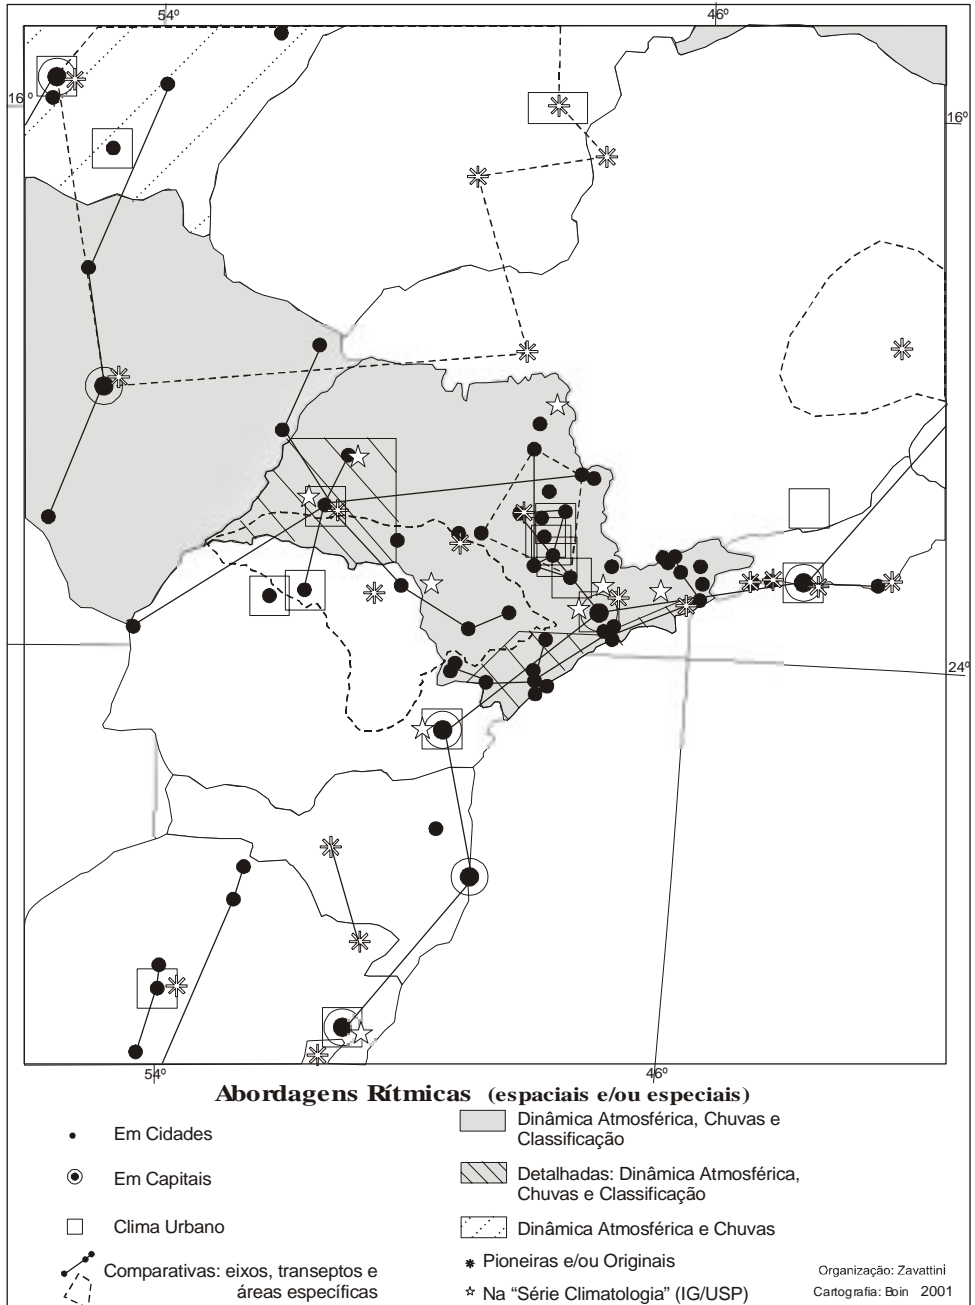 54º 46º
16º
16º
24º
54º 46º
Abordagens Rítmicas (espaciais e/ou especiais)
Em Cidades
Em Capitais
Clima Urbano
Comparativas: eixos, transeptos e
áreas específicas
Dinâmica Atmosférica, Chuvas e
Classificação
Detalhadas: Dinâmica Atmosférica,
Chuvas e Classificação
Dinâmica Atmosférica e Chuvas
Pioneiras e/ou Originais
Na “Série Climatologia” (IG/USP)
Organização: Zavattini
Cartografia: Boin 2001